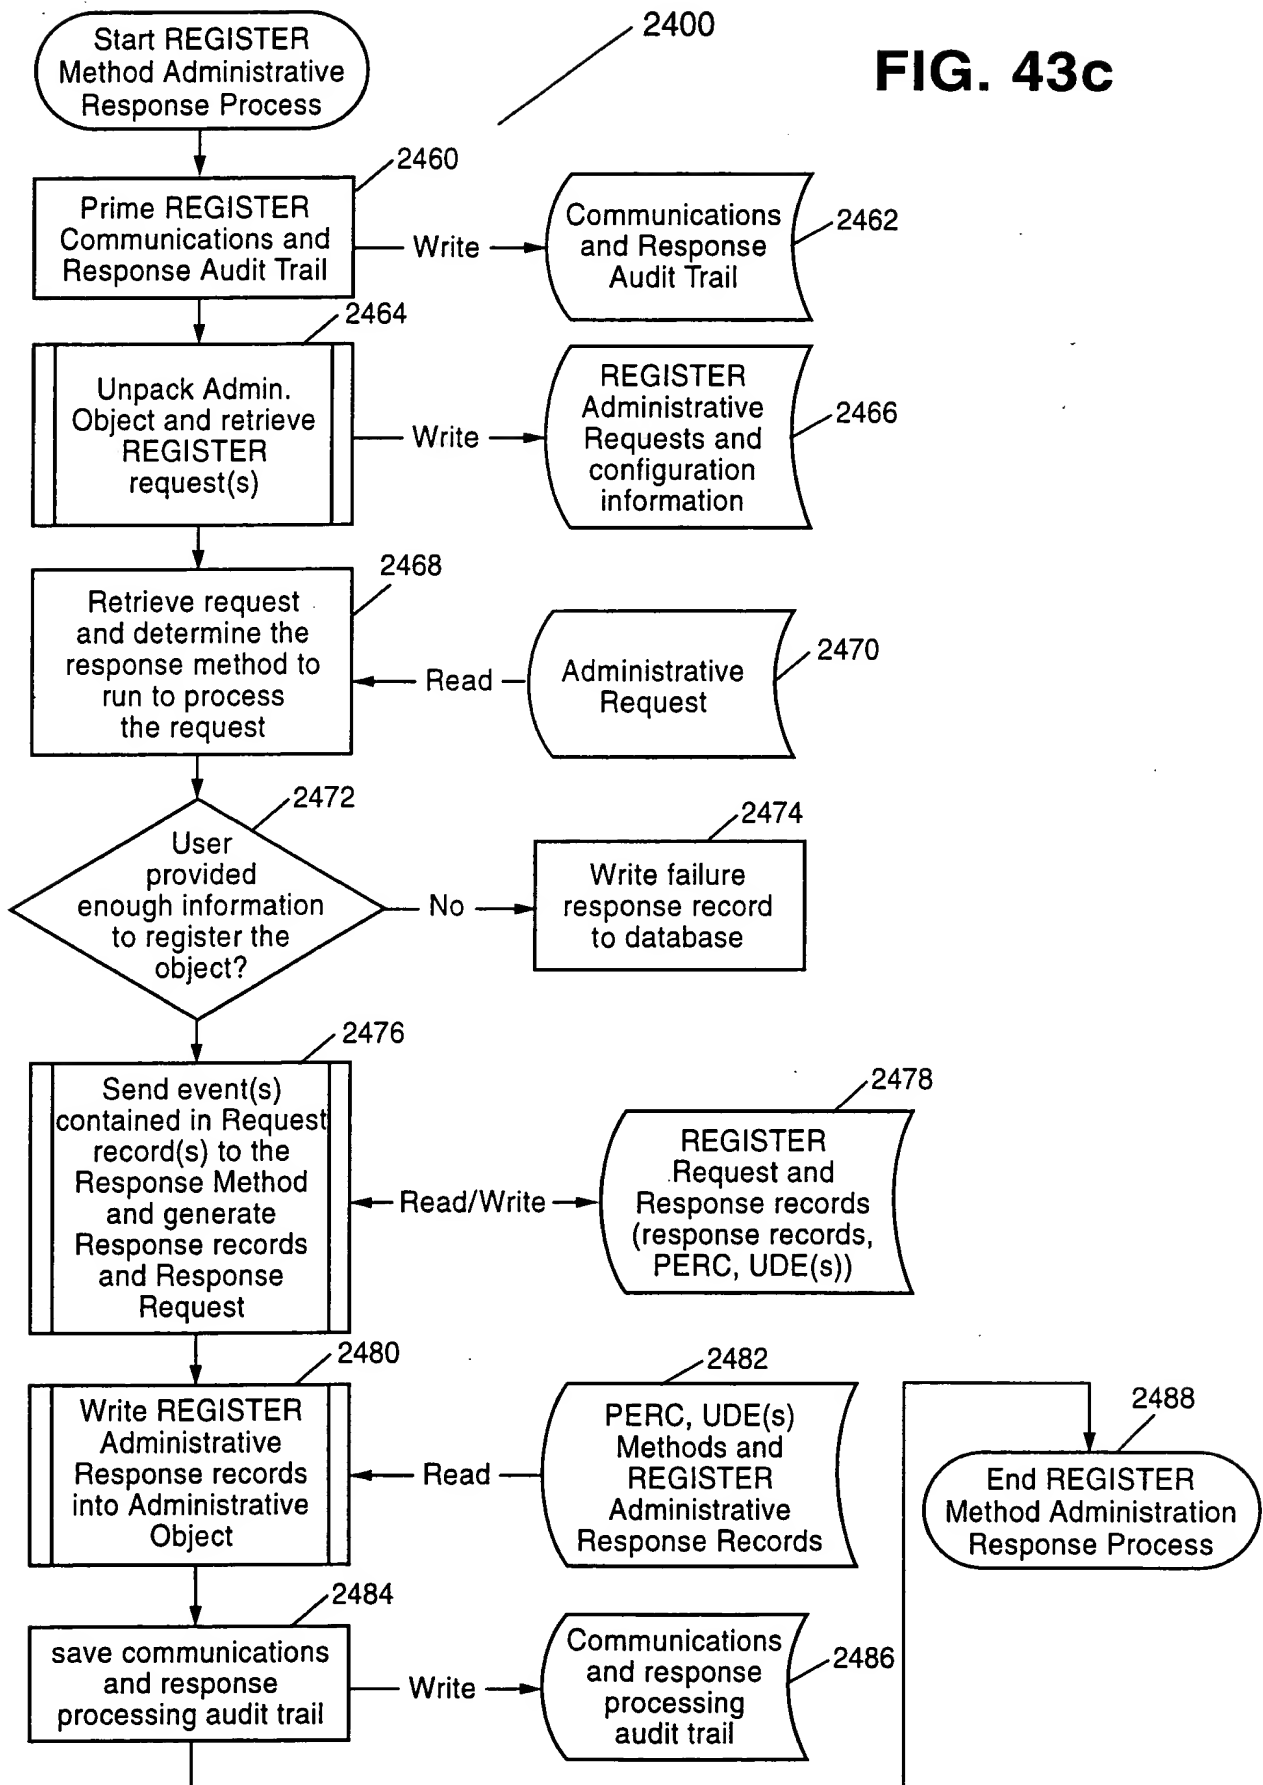 Start REGISTER
Method Administrative
Response Process
2400
FIG. 43c
2460
Prime REGISTER
Communications and
Response Audit Trail
Write
Communications
and Response
Audit Trail
2462
2464
Unpack Admin.
Object and retrieve
REGISTER
request(s)
Write
REGISTER
Administrative
Requests and
configuration
information
2466
2468
Retrieve request
and determine the
response method to
run to process
the request
Read
Administrative
Request
2470
2472
User
provided
enough information
to register the
object?
No
2474
Write failure
response record
to database
2476
Send event(s)
contained in Request
record(s) to the
Response Method
and generate
Response records
and Response
Request
Read/Write
2478
REGISTER
Request and
Response records
(response records,
PERC, UDE(s))
2480
Write REGISTER
Administrative
Response records
into Administrative
Object
Read
2482
PERC, UDE(s)
Methods and
REGISTER
Administrative
Response Records
2484
save communications
and response
processing audit trail
Write
Communications
and response
processing
audit trail
2486
2488
End REGISTER
Method Administration
Response Process